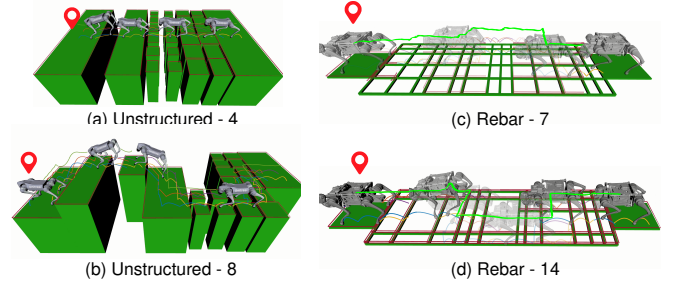 (a) Unstructured - 4
(c) Rebar - 7
(b) Unstructured - 8
(d) Rebar - 14